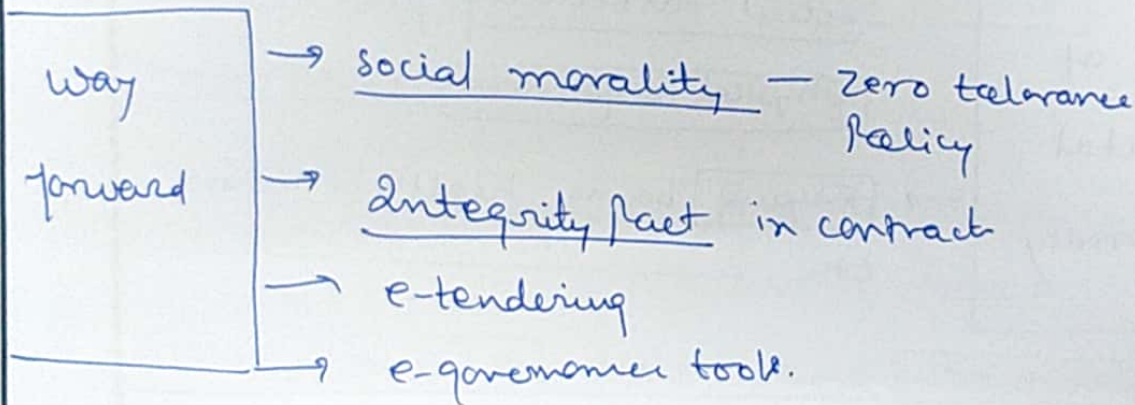 Way forward
→ Social morality – Zero tolerance Policy
→ Integrity Pact in contract
→ e-tendering
→ e-governance tools.